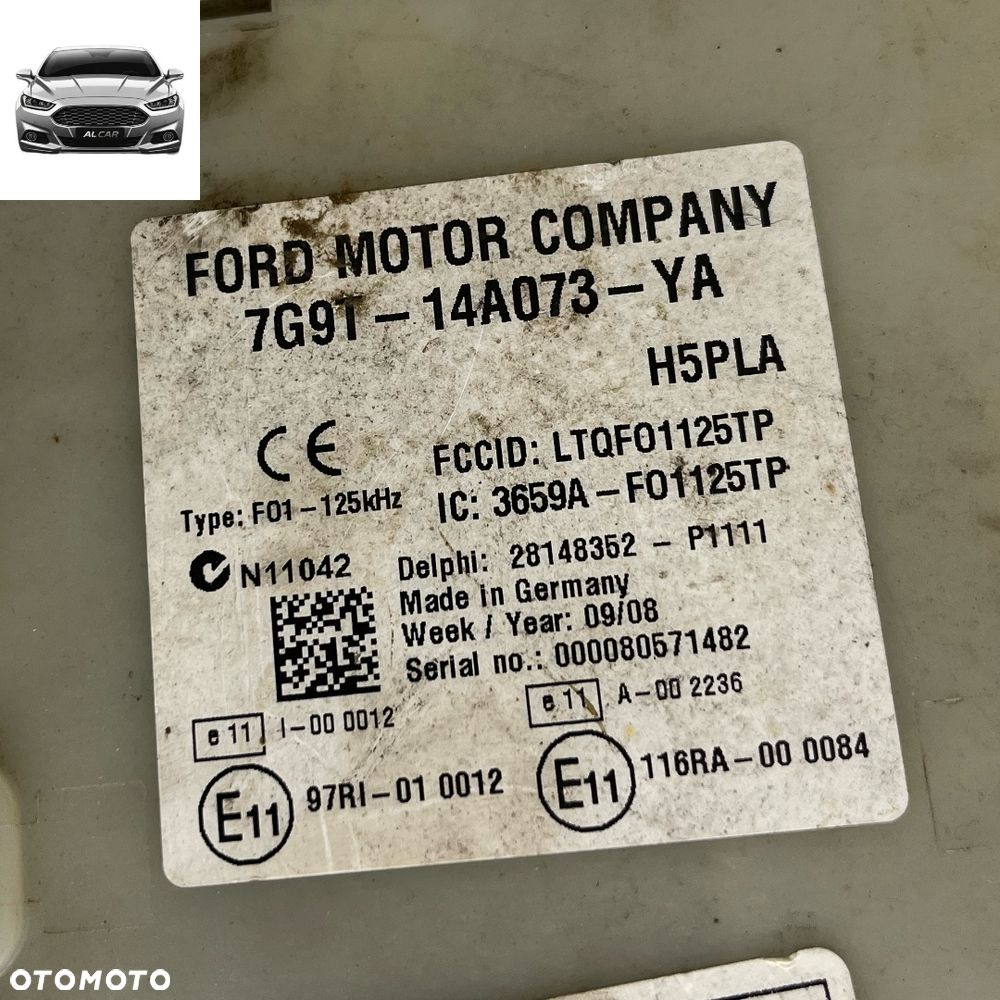 AL CAR
FORD MOTOR COMPANY
7G9T - 14A073 - YA
H5PLA
CE
FCCID: LTQFO1125TP
Type: FO1 - 125kHz
IC: 3659A - FO1125TP
N11042
Delphi: 28148352 - P1111
Made in Germany
Week / Year: 09/08
Serial no.: 000080571482
e 11 I-00 0012
e 11 A-00 2236
E11 97RI-01 0012
E11 116RA-00 0084
OTOMOTO